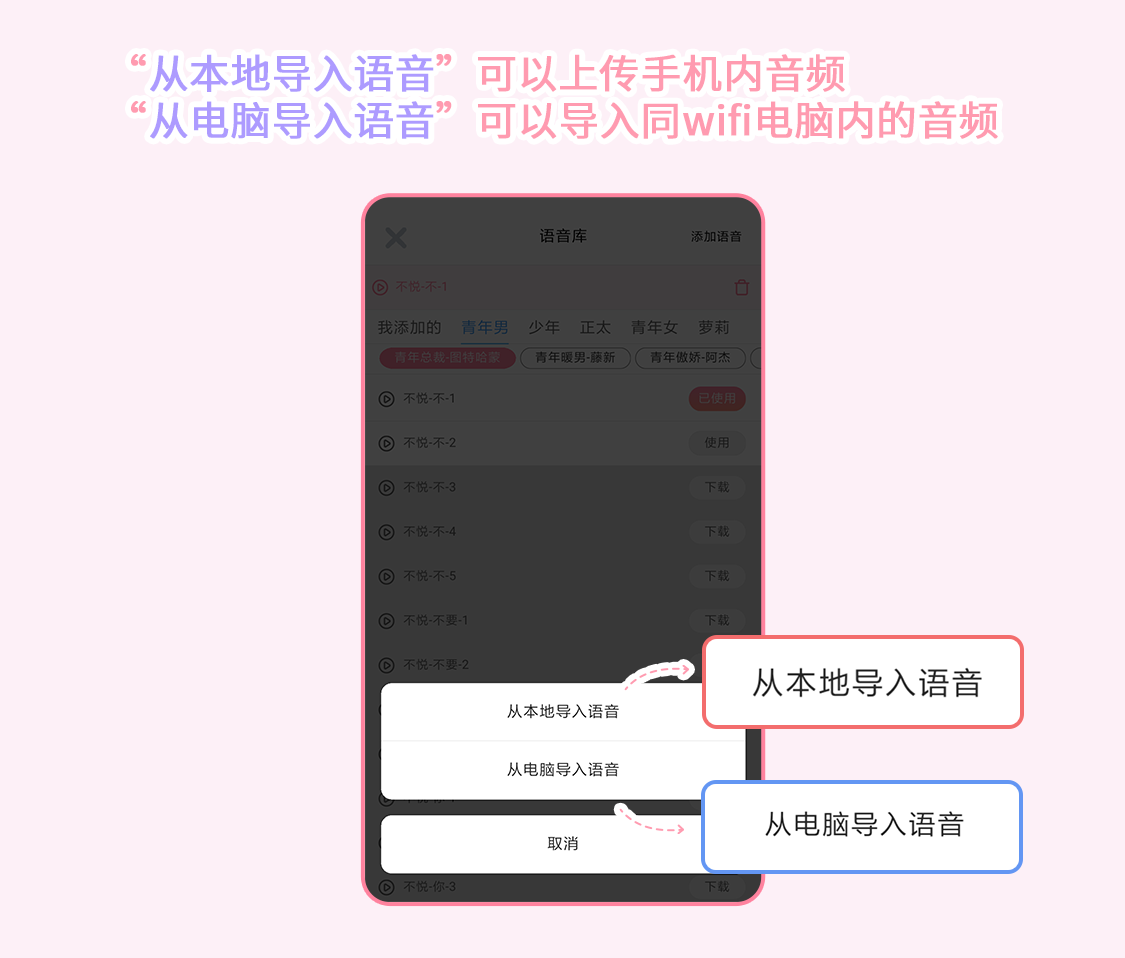 “从本地导入语音”可以上传手机内音频
“从电脑导入语音”可以导入同wifi电脑内的音频
语音库
添加语音
不悦-不-1
我添加的 青年男 少年 正太 青年女 萝莉
青年总裁-图特哈蒙 青年暖男-藤新 青年傲娇-阿杰
不悦-不-1 已使用
不悦-不-2 使用
不悦-不-3 下载
不悦-不-4 下载
不悦-不-5 下载
不悦-不要-1 下载
不悦-不要-2
从本地导入语音
从本地导入语音
从电脑导入语音
从电脑导入语音
取消
不悦-你-3 下载